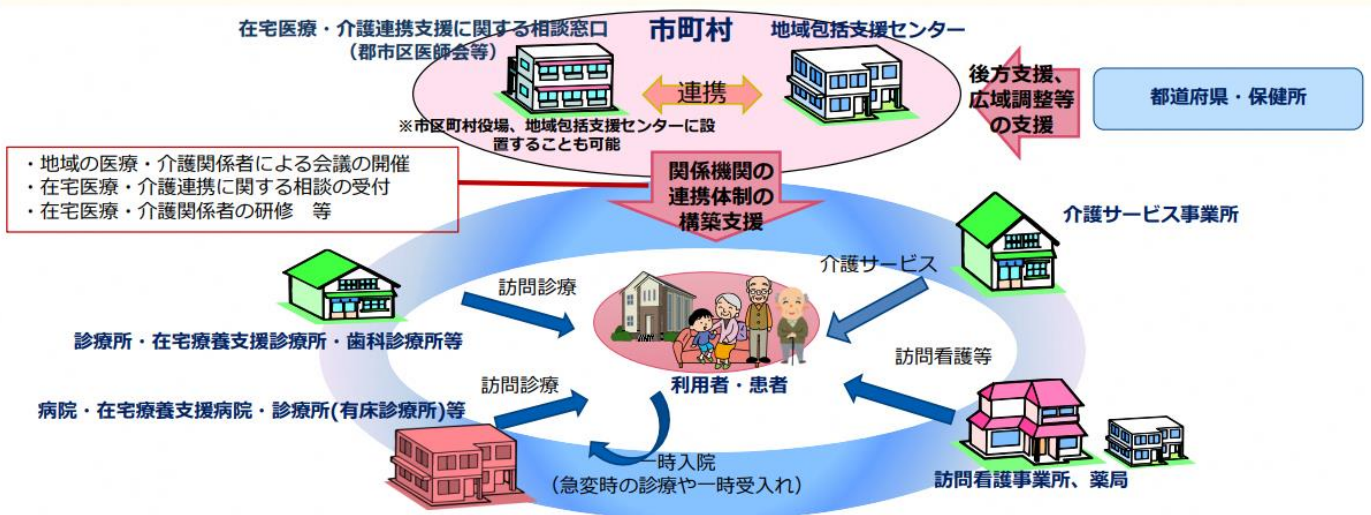 在宅医療・介護連携支援に関する相談窓口
（郡市区医師会等）
市町村
地域包括支援センター
連携
※市区町村役場、地域包括支援センターに設
置することも可能
後方支援、
広域調整等
の支援
都道府県・保健所
・地域の医療・介護関係者による会議の開催
・在宅医療・介護連携に関する相談の受付
・在宅医療・介護関係者の研修　等
関係機関の
連携体制の
構築支援
介護サービス事業所
介護サービス
訪問診療
診療所・在宅療養支援診療所・歯科診療所等
利用者・患者
訪問看護等
訪問診療
病院・在宅療養支援病院・診療所(有床診療所)等
一時入院
（急変時の診療や一時受入れ）
訪問看護事業所、薬局